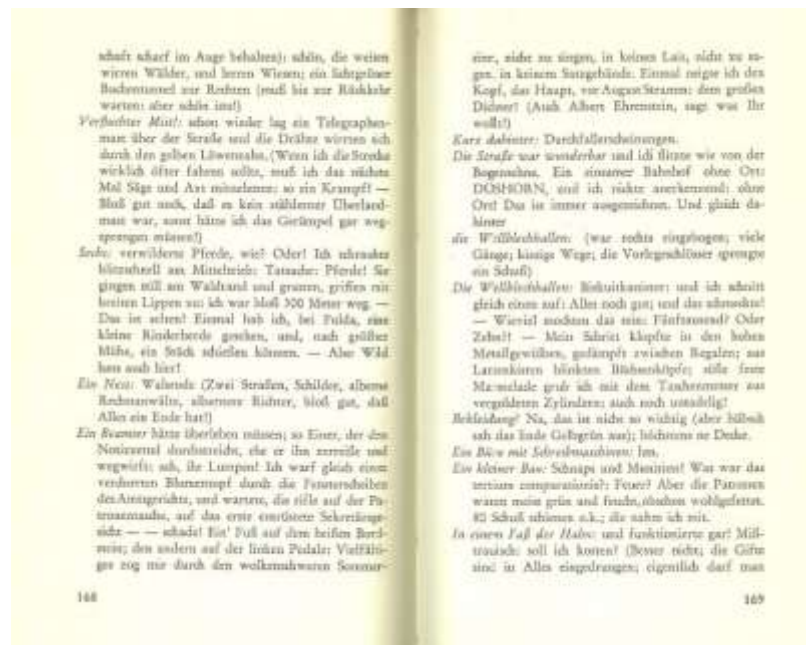 schaft scharf im Auge behalten): schön, die weiten
wirren Wälder, und leeren Wiesen; ein lichtgrüner
Buchentunnel zur Rechten (muß bis zur Rückkehr
warten: aber schön ists!)
Verfluchter Mist!: schon wieder lag ein Telegraphen-
mast über der Straße und die Drähte wirrten sich
durch den gelben Löwenzahn. (Wenn ich die Strecke
wirklich öfter fahren sollte, muß ich das nächste
Mal Säge und Axt mitnehmen: so ein Krampf! —
Bloß gut noch, daß es kein stählerner Überland-
mast war, sonst hätte ich das Gerümpel gar weg-
sprengen müssen!)
Sechs: verwilderte Pferde, wie? Oder! Ich schraubte
blitzschnell am Mitteltrieb: Tatsache: Pferde! Sie
gingen still am Waldrand und grasten, griffen mit
breiten Lippen zu: ich war bloß 300 Meter weg. —
Das ist selten! Einmal hab ich, bei Fulda, eine
kleine Rinderherde gesehen, und, nach großer
Mühe, ein Stück schießen können. — Aber Wild
hats auch hier!
Ein Nest: Walsrode (Zwei Straßen, Schilder, alberne
Rechtsanwälte, albernere Richter, bloß gut, daß
Alles ein Ende hat!)
Ein Beamter hätte überleben müssen; so Einer, der den
Notizzettel durchstreicht, ehe er ihn zerreißt und
wegwirft: ach, ihr Lumpen! Ich warf gleich einen
verdorrten Blumentopf durch die Fensterscheiben
des Amtsgerichts, und wartete, die rifle auf der Pa-
tronentasche, auf das erste entrüstete Sekretärsge-
sicht — — schade! Ein' Fuß auf dem heißen Bord-
stein; den andern auf der linken Pedale: Vielfälti-
ges zog mir durch den wolkenschweren Sommer-
168
sinn, nicht zu singen, in keinen Lais, nicht zu sa-
gen, in keinem Satzgebäude. Einmal neigte ich den
Kopf, das Haupt, vor August Stramm: dem großen
Dichter! (Auch Albert Ehrenstein, sagt was Ihr
wollt!)
Kurz dahinter: Durchfallerscheinungen.
Die Straße war wunderbar und ich flitzte wie von der
Bogensehne. Ein einsamer Bahnhof ohne Ort:
DÜSHORN, und ich nickte anerkennend: ohne
Ort! Das ist immer ausgezeichnet. Und gleich da-
hinter
die Wellblechhallen: (war rechts eingebogen; viele
Gänge; kiesige Wege; die Vorlegeschlösser sprengte
ein Schuß)
Die Wellblechhallen: Biskuitkanister: und ich schnitt
gleich einen auf: Alles noch gut; und das schmeckte!
— Wieviel mochten das sein: Fünftausend? Oder
Zehn?! — Mein Schritt klopfte in den hohen
Metallgewölben, gedämpft zwischen Regalen; aus
Lattenkisten blinkten Büchsenköpfe; süße feste
Marmelade grub ich mit dem Taschenmesser aus
vergoldeten Zylindern: auch noch untadelig!
Bekleidung? Na, das ist nicht so wichtig (aber hübsch
sah das linde Gelbgrün aus); höchstens ne Decke.
Ein Büro mit Schreibmaschinen: hm.
Ein kleiner Bau: Schnaps und Munition! Was war das
tertium comparationis?: Feuer? Aber die Patronen
waren meist grün und feucht, obschon wohlgefettet.
80 Schuß schienen o.k.; die nahm ich mit.
In einem Faß der Hahn: und funktionierte gar! Miß-
trauisch: soll ich kosten? (Besser nicht; die Gifte
sind in Alles eingedrungen; eigentlich darf man
169